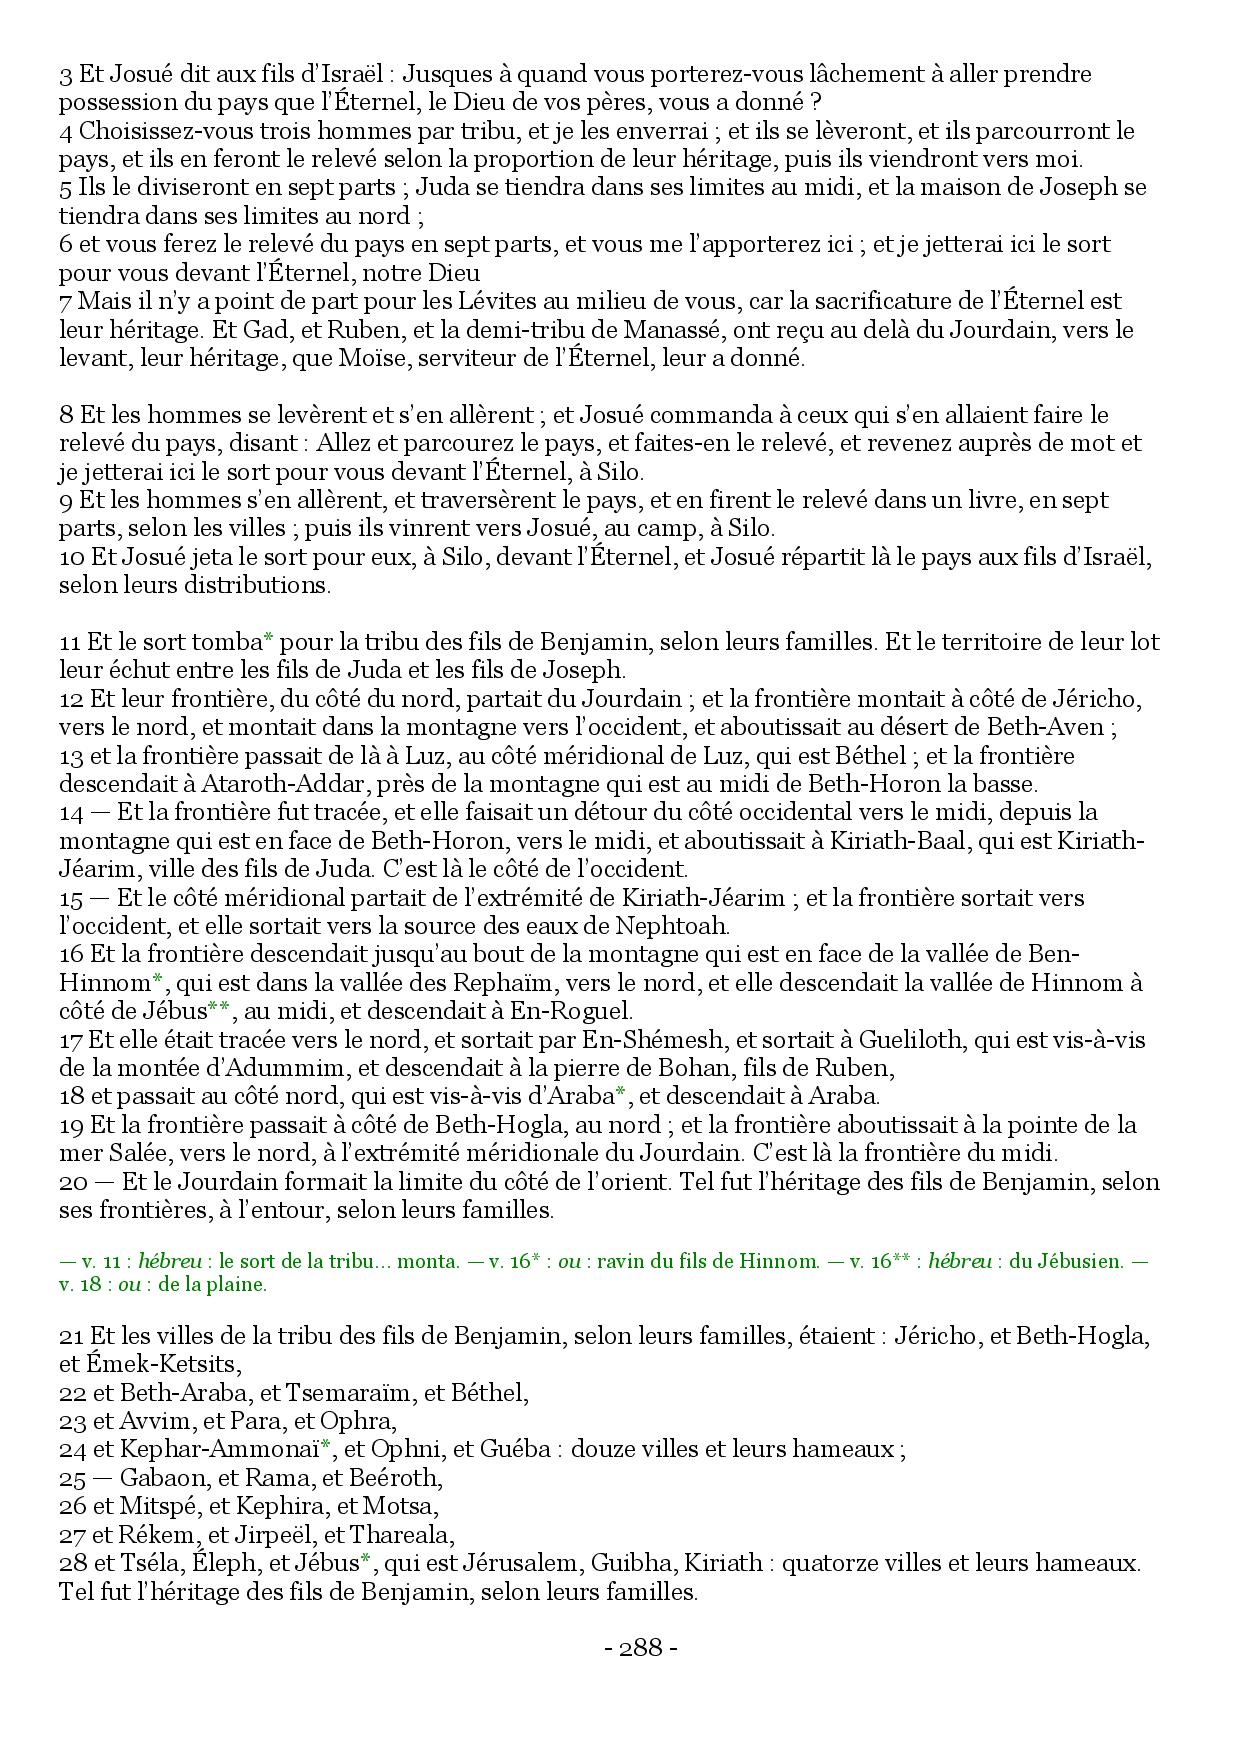 3 Et Josué dit aux fils d’Israël : Jusques à quand vous porterez-vous lâchement à aller prendre
possession du pays que l’Éternel, le Dieu de vos pères, vous a donné ?
4 Choisissez-vous trois hommes par tribu, et je les enverrai ; et ils se lèveront, et ils parcourront le
pays, et ils en feront le relevé selon la proportion de leur héritage, puis ils viendront vers moi.
5 Ils le diviseront en sept parts ; Juda se tiendra dans ses limites au midi, et la maison de Joseph se
tiendra dans ses limites au nord ;
6 et vous ferez le relevé du pays en sept parts, et vous me l’apporterez ici ; et je jetterai ici le sort
pour vous devant l’Éternel, notre Dieu
7 Mais il n’y a point de part pour les Lévites au milieu de vous, car la sacrificature de l’Éternel est
leur héritage. Et Gad, et Ruben, et la demi-tribu de Manassé, ont reçu au delà du Jourdain, vers le
levant, leur héritage, que Moïse, serviteur de l’Éternel, leur a donné.
8 Et les hommes se levèrent et s’en allèrent ; et Josué commanda à ceux qui s’en allaient faire le
relevé du pays, disant : Allez et parcourez le pays, et faites-en le relevé, et revenez auprès de mot et
je jetterai ici le sort pour vous devant l’Éternel, à Silo.
9 Et les hommes s’en allèrent, et traversèrent le pays, et en firent le relevé dans un livre, en sept
parts, selon les villes ; puis ils vinrent vers Josué, au camp, à Silo.
10 Et Josué jeta le sort pour eux, à Silo, devant l’Éternel, et Josué répartit là le pays aux fils d’Israël,
selon leurs distributions.
11 Et le sort tomba* pour la tribu des fils de Benjamin, selon leurs familles. Et le territoire de leur lot
leur échut entre les fils de Juda et les fils de Joseph.
12 Et leur frontière, du côté du nord, partait du Jourdain ; et la frontière montait à côté de Jéricho,
vers le nord, et montait dans la montagne vers l’occident, et aboutissait au désert de Beth-Aven ;
13 et la frontière passait de là à Luz, au côté méridional de Luz, qui est Béthel ; et la frontière
descendait à Ataroth-Addar, près de la montagne qui est au midi de Beth-Horon la basse.
14 — Et la frontière fut tracée, et elle faisait un détour du côté occidental vers le midi, depuis la
montagne qui est en face de Beth-Horon, vers le midi, et aboutissait à Kiriath-Baal, qui est Kiriath-
Jéarim, ville des fils de Juda. C’est là le côté de l’occident.
15 — Et le côté méridional partait de l’extrémité de Kiriath-Jéarim ; et la frontière sortait vers
l’occident, et elle sortait vers la source des eaux de Nephtoah.
16 Et la frontière descendait jusqu’au bout de la montagne qui est en face de la vallée de Ben-
Hinnom*, qui est dans la vallée des Rephaïm, vers le nord, et elle descendait la vallée de Hinnom à
côté de Jébus**, au midi, et descendait à En-Roguel.
17 Et elle était tracée vers le nord, et sortait par En-Shémesh, et sortait à Gueliloth, qui est vis-à-vis
de la montée d’Adummim, et descendait à la pierre de Bohan, fils de Ruben,
18 et passait au côté nord, qui est vis-à-vis d’Araba*, et descendait à Araba.
19 Et la frontière passait à côté de Beth-Hogla, au nord ; et la frontière aboutissait à la pointe de la
mer Salée, vers le nord, à l’extrémité méridionale du Jourdain. C’est là la frontière du midi.
20 — Et le Jourdain formait la limite du côté de l’orient. Tel fut l’héritage des fils de Benjamin, selon
ses frontières, à l’entour, selon leurs familles.
— v. 11 : hébreu : le sort de la tribu… monta. — v. 16* : ou : ravin du fils de Hinnom. — v. 16** : hébreu : du Jébusien. —
v. 18 : ou : de la plaine.
21 Et les villes de la tribu des fils de Benjamin, selon leurs familles, étaient : Jéricho, et Beth-Hogla,
et Émek-Ketsits,
22 et Beth-Araba, et Tsemaraïm, et Béthel,
23 et Avvim, et Para, et Ophra,
24 et Kephar-Ammonaï*, et Ophni, et Guéba : douze villes et leurs hameaux ;
25 — Gabaon, et Rama, et Beéroth,
26 et Mitspé, et Kephira, et Motsa,
27 et Rékem, et Jirpeël, et Thareala,
28 et Tséla, Éleph, et Jébus*, qui est Jérusalem, Guibha, Kiriath : quatorze villes et leurs hameaux.
Tel fut l’héritage des fils de Benjamin, selon leurs familles.
- 288 -